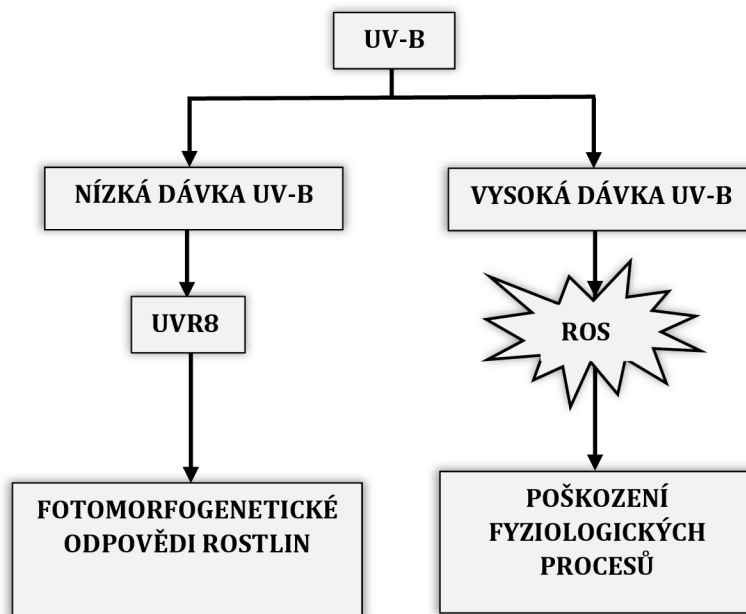 UV-B
NÍZKÁ DÁVKA UV-B
VYSOKÁ DÁVKA UV-B
UVR8
ROS
FOTOMORFOGENETICKÉ
ODPOVĚDI ROSTLIN
POŠKOZENÍ
FYZIOLOGICKÝCH
PROCESŮ